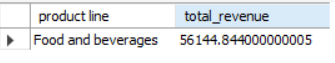 product line total_revenue
Food and beverages 56144.844000000005